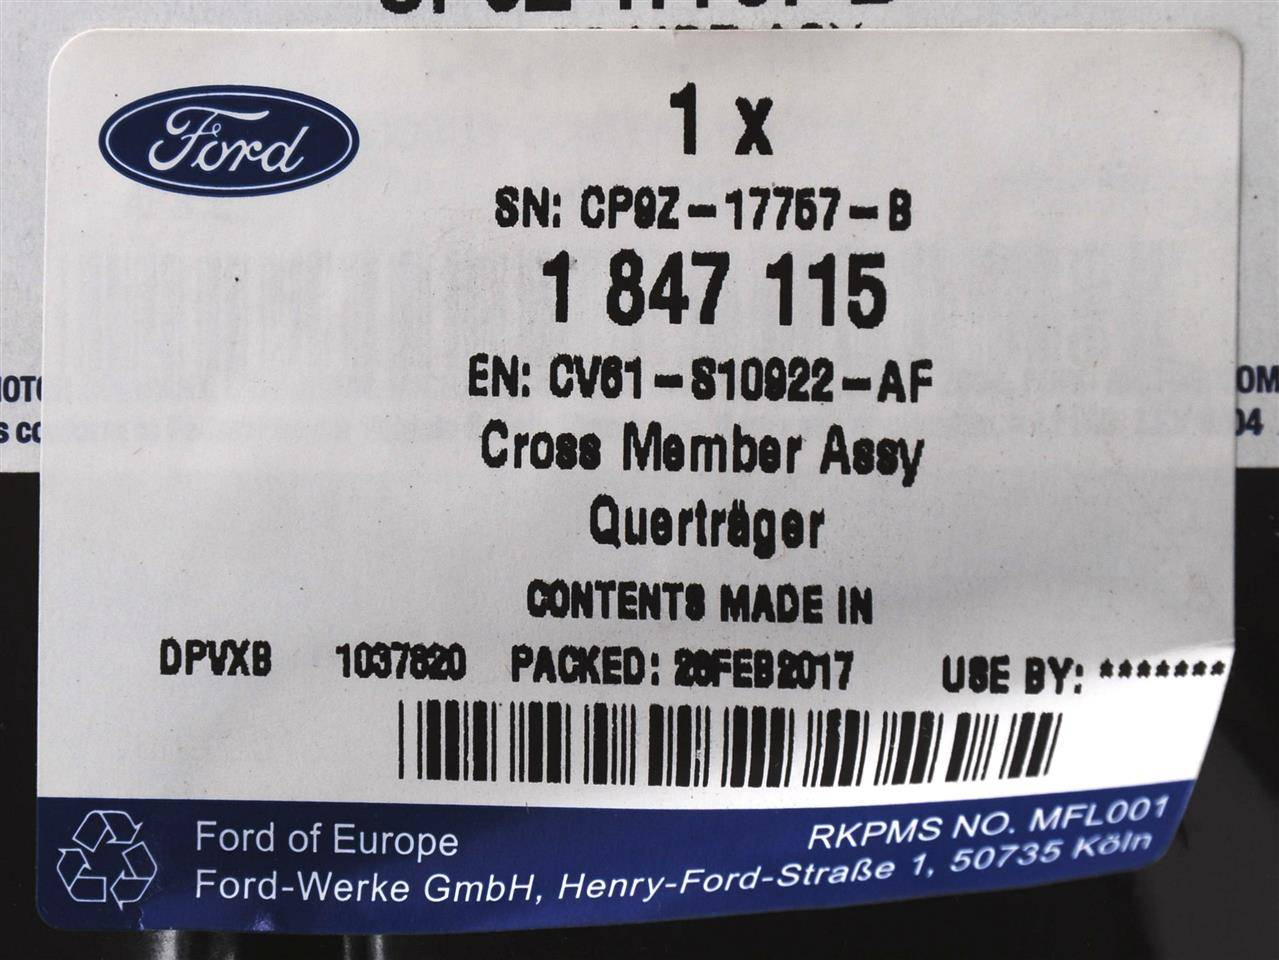 Ford
1 x
SN: CP9Z-17757-B
1 847 115
EN: CV61-S10922-AF
Cross Member Assy
Querträger
CONTENTS MADE IN
DPVXB 1037820 PACKED: 28FEB2017 USE BY: *******
Ford of Europe
RKPMS NO. MFL001
Ford-Werke GmbH, Henry-Ford-Straße 1, 50735 Köln